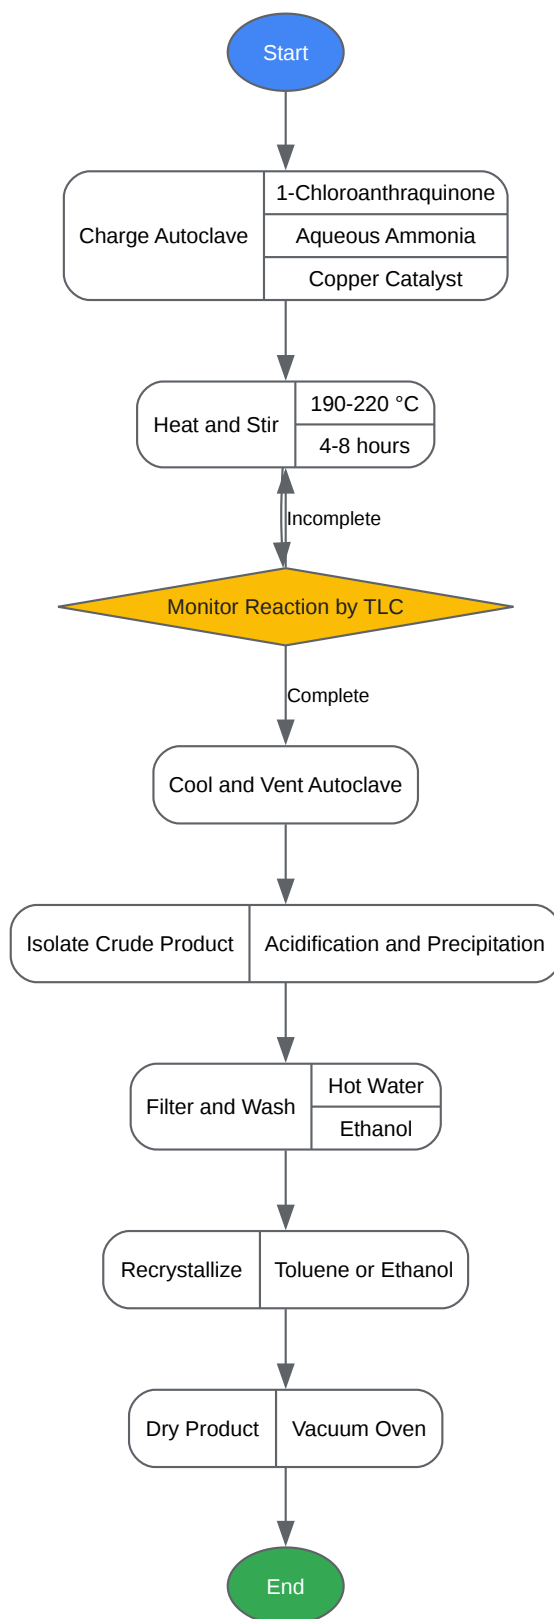 Start
Charge Autoclave
1-Chloroanthraquinone
Aqueous Ammonia
Copper Catalyst
Heat and Stir
190-220 °C
4-8 hours
Incomplete
Monitor Reaction by TLC
Complete
Cool and Vent Autoclave
Isolate Crude Product
Acidification and Precipitation
Filter and Wash
Hot Water
Ethanol
Recrystallize
Toluene or Ethanol
Dry Product
Vacuum Oven
End